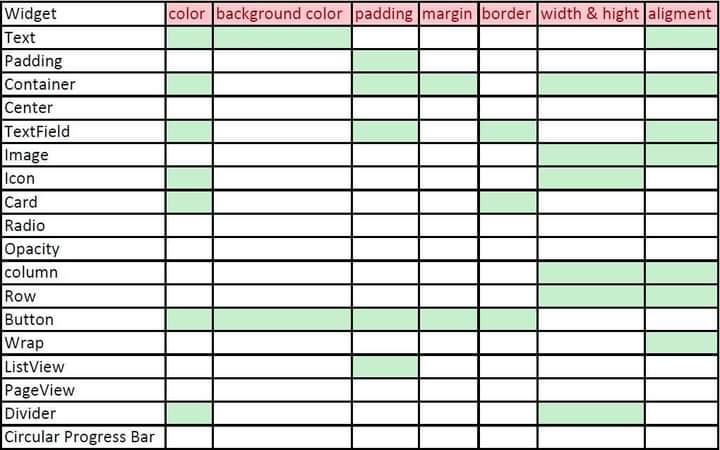 Widget color background color padding margin border width & hight aligment
Text
Padding
Container
Center
TextField
Image
Icon
Card
Radio
Opacity
column
Row
Button
Wrap
ListView
PageView
Divider
Circular Progress Bar